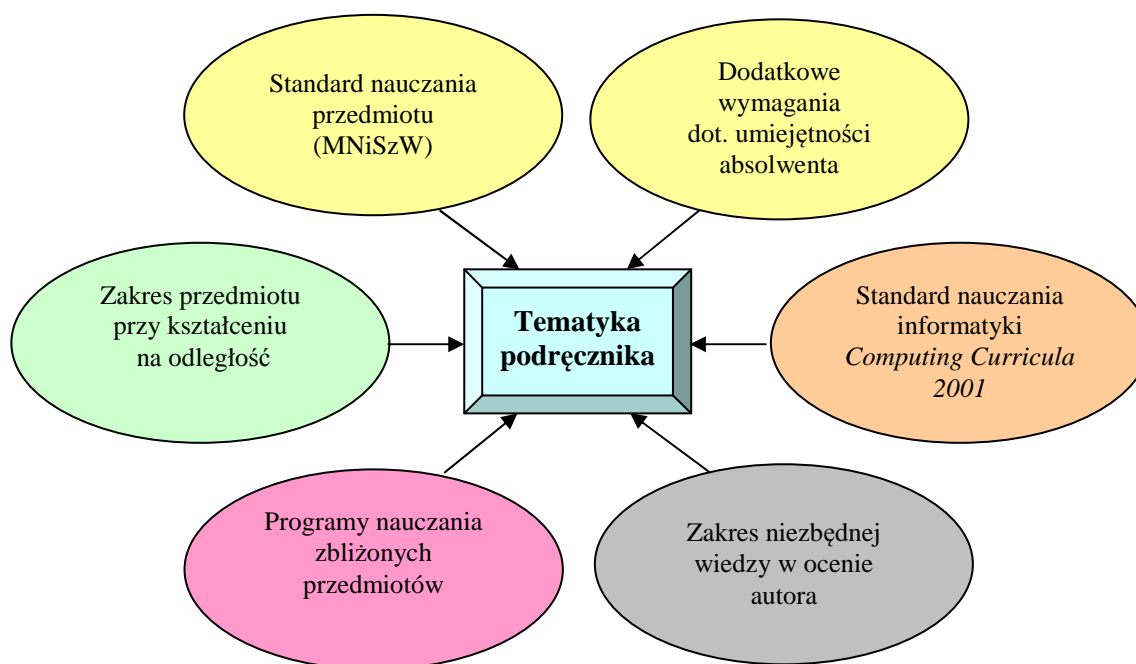 Standard nauczania
przedmiotu
(MNiSzW)
Dodatkowe
wymagania
dot. umiejętności
absolwenta
Zakres przedmiotu
przy kształceniu
na odległość
Tematyka
podręcznika
Standard nauczania
informatyki
Computing Curricula
2001
Programy nauczania
zbliżonych
przedmiotów
Zakres niezbędnej
wiedzy w ocenie
autora